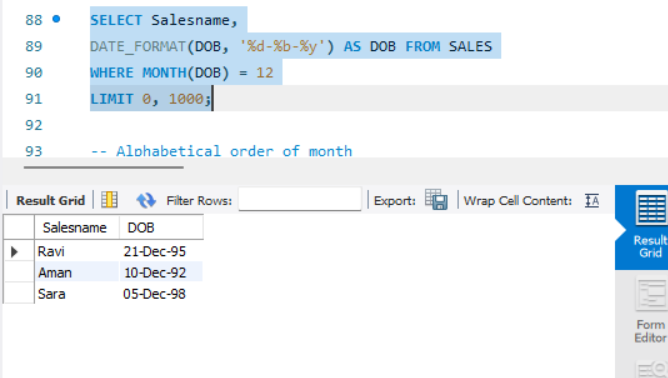 88 SELECT Salesname,
89 DATE_FORMAT(DOB, '%d-%b-%y') AS DOB FROM SALES
90 WHERE MONTH(DOB) = 12
91 LIMIT 0, 1000;
92
93 -- Alphabetical order of month
Result Grid Filter Rows: Export: Wrap Cell Content: IA
Salesname DOB
Ravi 21-Dec-95
Aman 10-Dec-92
Sara 05-Dec-98
Result
Grid
Form
Editor